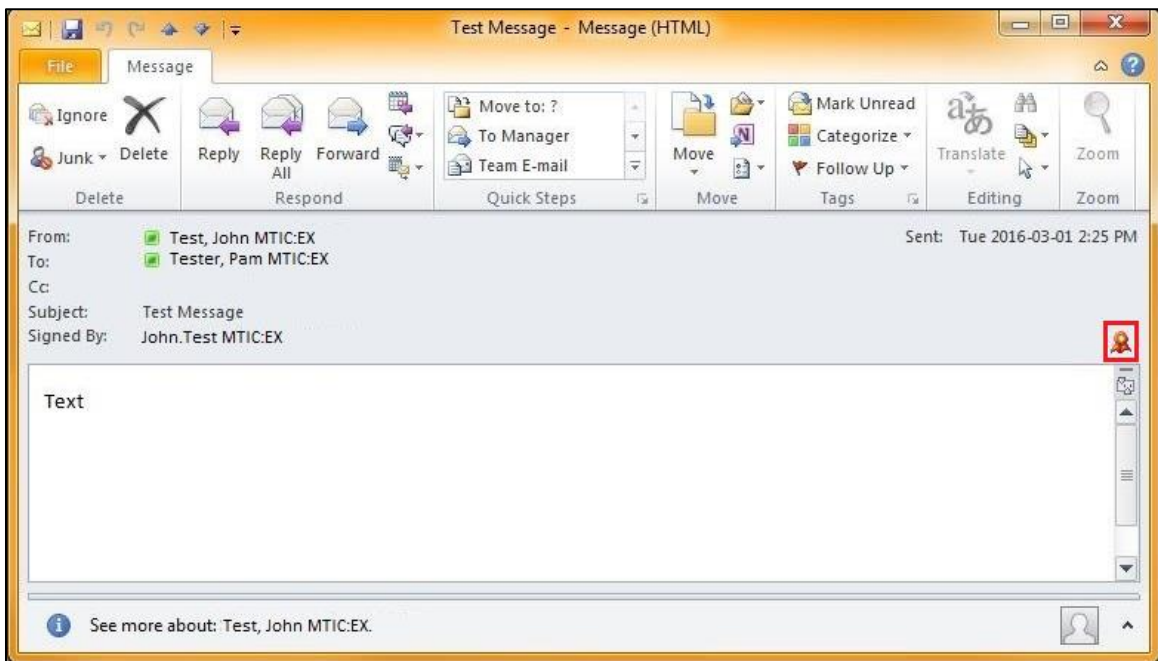 Test Message - Message (HTML)
File Message
Ignore
Junk
Delete
Reply
Reply All
Forward
Move to: ?
To Manager
Team E-mail
Move
Mark Unread
Categorize
Follow Up
Translate
Zoom
Delete Respond Quick Steps Move Tags Editing Zoom
From: Test, John MTIC:EX Sent: Tue 2016-03-01 2:25 PM
To: Tester, Pam MTIC:EX
Cc:
Subject: Test Message
Signed By: John.Test MTIC:EX
Text
See more about: Test, John MTIC:EX.